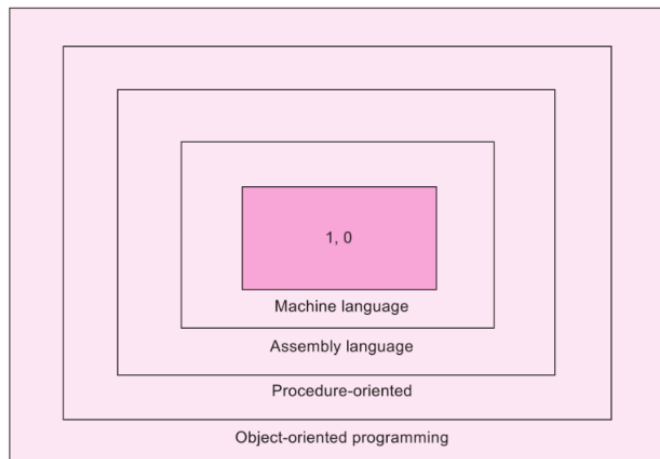 1, 0
Machine language
Assembly language
Procedure-oriented
Object-oriented programming